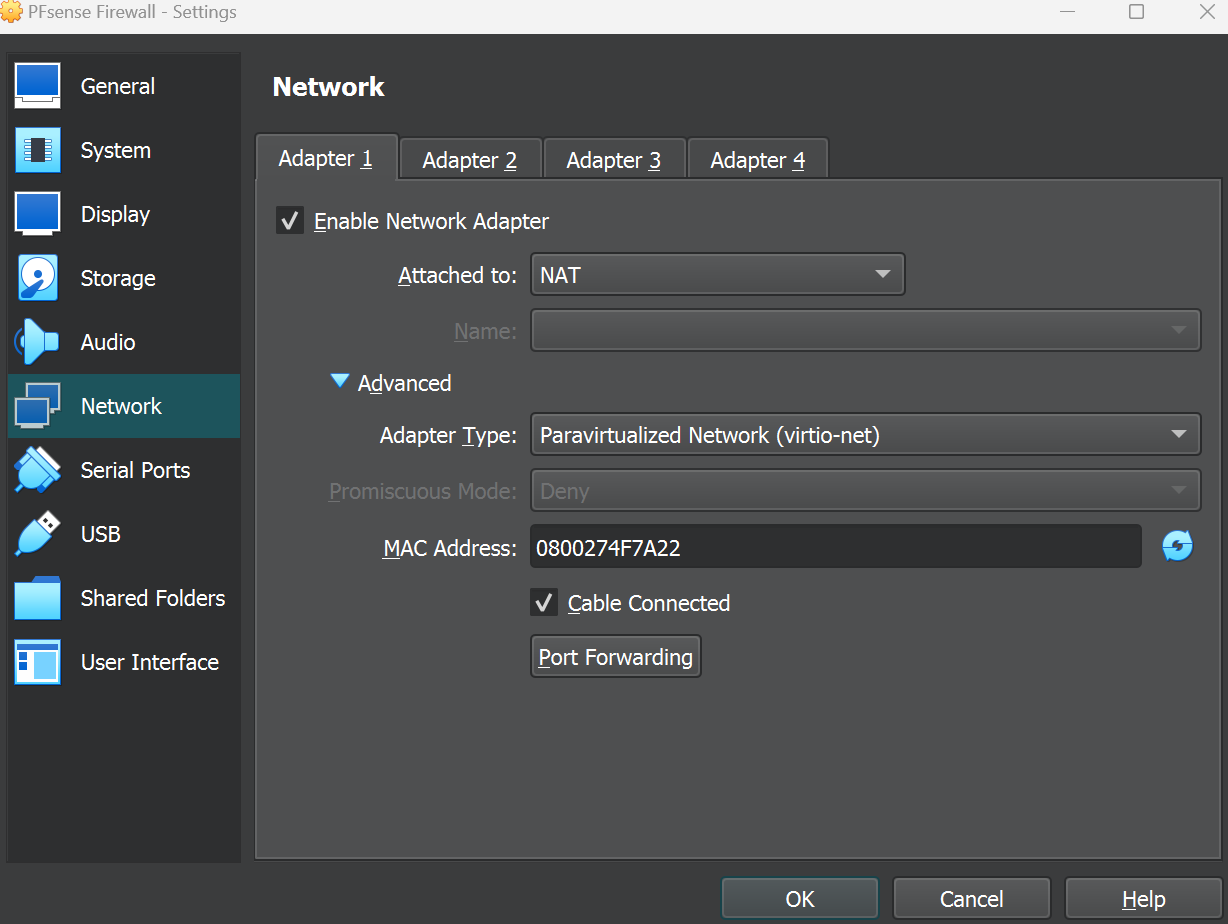 PFsense Firewall - Settings
General
System
Display
Storage
Audio
Network
Serial Ports
USB
Shared Folders
User Interface
Network
Adapter 1 Adapter 2 Adapter 3 Adapter 4
Enable Network Adapter
Attached to: NAT
Name:
Advanced
Adapter Type: Paravirtualized Network (virtio-net)
Promiscuous Mode: Deny
MAC Address: 0800274F7A22
Cable Connected
Port Forwarding
OK Cancel Help